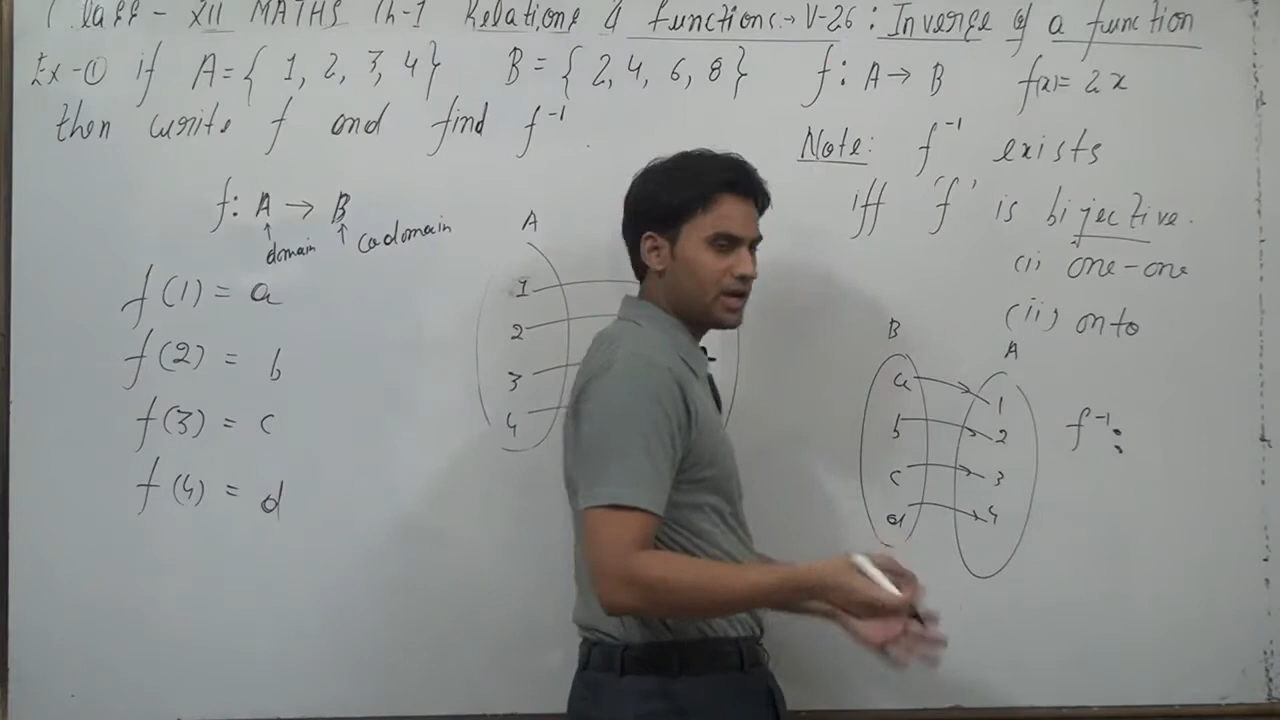 Class - XII MATHS Ch-1 Relations & functions → V-26 : Inverse of a function
Ex-① if A = { 1, 2, 3, 4 } B = { 2, 4, 6, 8 } f : A → B f(x) = 2x
then write f and find f⁻¹.
Note: f⁻¹ exists
iff 'f' is bijective.
(i) one-one
(ii) onto
f: A → B
↑ domain ↑ codomain
f(1) = a
f(2) = b
f(3) = c
f(4) = d
A
1
2
3
4
B A
a → 1
b → 2
c → 3
d → 4
f⁻¹: